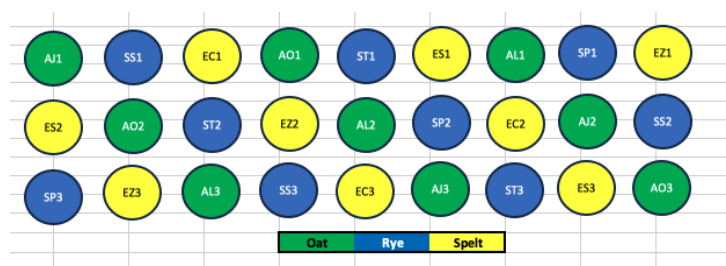 AJ1 SS1 EC1 AO1 ST1 ES1 AL1 SP1 EZ1
ES2 AO2 ST2 EZ2 AL2 SP2 EC2 AJ2 SS2
SP3 EZ3 AL3 SS3 EC3 AJ3 ST3 ES3 AO3
Oat Rye Spelt